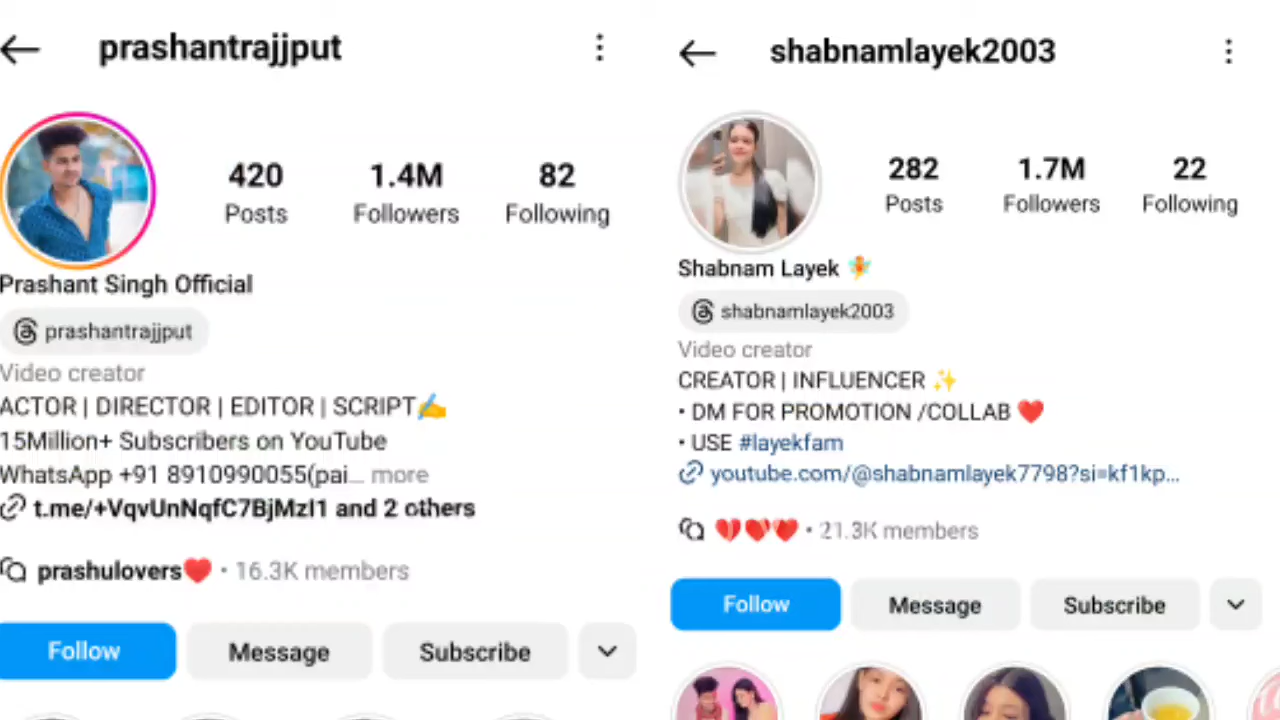 prashantrajjput
420 1.4M 82
Posts Followers Following
Prashant Singh Official
prashantrajjput
Video creator
ACTOR | DIRECTOR | EDITOR | SCRIPT✍️
15Million+ Subscribers on YouTube
WhatsApp +91 8910990055(pai... more
t.me/+VqvUnNqfC7BjMzI1 and 2 others
prashulovers❤️ • 16.3K members
Follow Message Subscribe
shabnamlayek2003
282 1.7M 22
Posts Followers Following
Shabnam Layek 🧚
shabnamlayek2003
Video creator
CREATOR | INFLUENCER ✨
• DM FOR PROMOTION /COLLAB ❤️
• USE #layekfam
youtube.com/@shabnamlayek7798?si=kf1kp...
❤️❤️❤️ • 21.3K members
Follow Message Subscribe